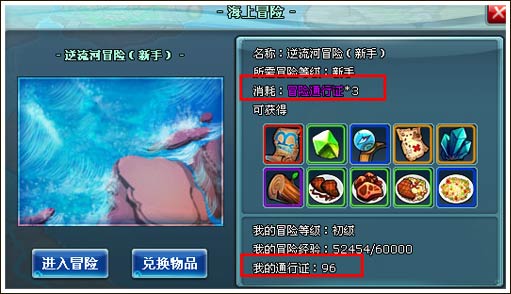 - 海上冒险 -
- 逆流河冒险（新手）-
名称：逆流河冒险（新手）
所需冒险等级：新手
消耗：冒险通行证*3
可获得
我的冒险等级：初级
我的冒险经验：52454/60000
我的通行证：96
进入冒险
兑换物品